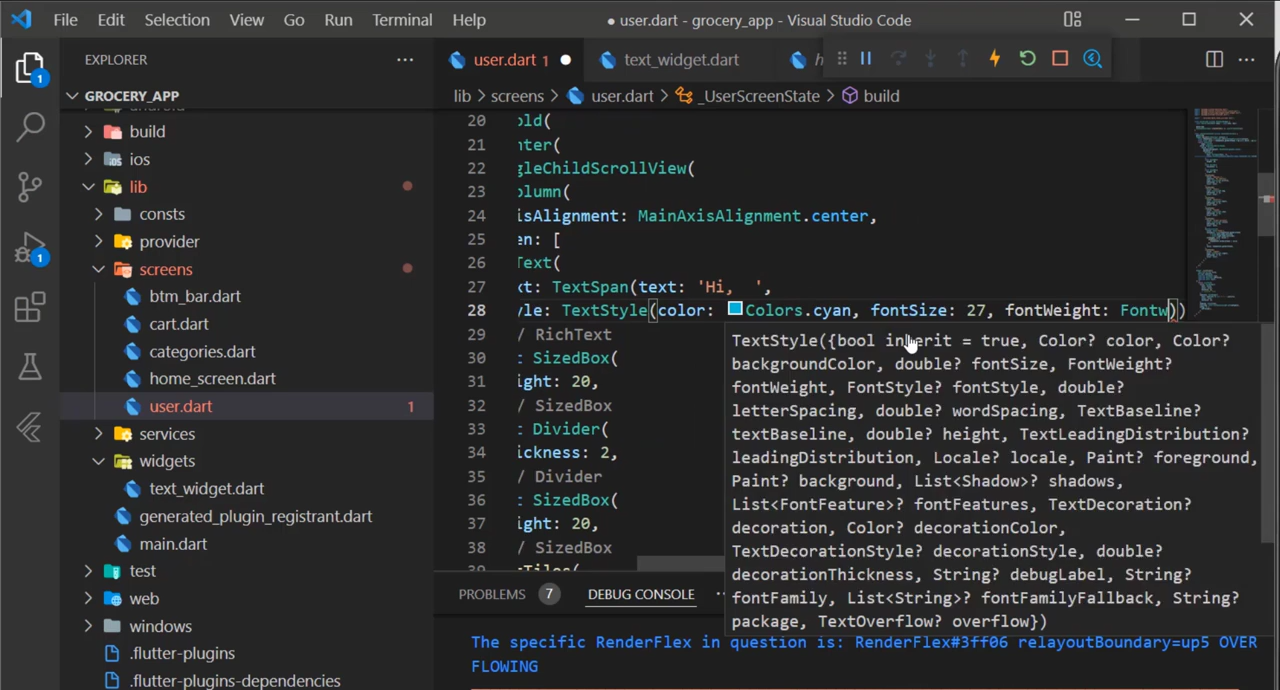 File Edit Selection View Go Run Terminal Help
● user.dart - grocery_app - Visual Studio Code
EXPLORER
GROCERY_APP
build
ios
lib
consts
provider
screens
btm_bar.dart
cart.dart
categories.dart
home_screen.dart
user.dart 1
services
widgets
text_widget.dart
generated_plugin_registrant.dart
main.dart
test
web
windows
.flutter-plugins
.flutter-plugins-dependencies
1
1
user.dart 1 ●
text_widget.dart
h
lib > screens > user.dart > _UserScreenState > build
20 old(
21 nter(
22 gleChildScrollView(
23 olumn(
24 isAlignment: MainAxisAlignment.center,
25 en: [
26 Text(
27 xt: TextSpan(text: 'Hi,  ',
28 yle: TextStyle(color: Colors.cyan, fontSize: 27, fontWeight: Fontw))
29 / RichText
30 : SizedBox(
31 ight: 20,
32 / SizedBox
33 : Divider(
34 ickness: 2,
35 / Divider
36 : SizedBox(
37 ight: 20,
38 / SizedBox
39
TextStyle({bool inherit = true, Color? color, Color?
backgroundColor, double? fontSize, FontWeight?
fontWeight, FontStyle? fontStyle, double?
letterSpacing, double? wordSpacing, TextBaseline?
textBaseline, double? height, TextLeadingDistribution?
leadingDistribution, Locale? locale, Paint? foreground,
Paint? background, List<Shadow>? shadows,
List<FontFeature>? fontFeatures, TextDecoration?
decoration, Color? decorationColor,
TextDecorationStyle? decorationStyle, double?
decorationThickness, String? debugLabel, String?
fontFamily, List<String>? fontFamilyFallback, String?
package, TextOverflow? overflow})
PROBLEMS 7 DEBUG CONSOLE ··
The specific RenderFlex in question is: RenderFlex#3ff06 relayoutBoundary=up5 OVER
FLOWING